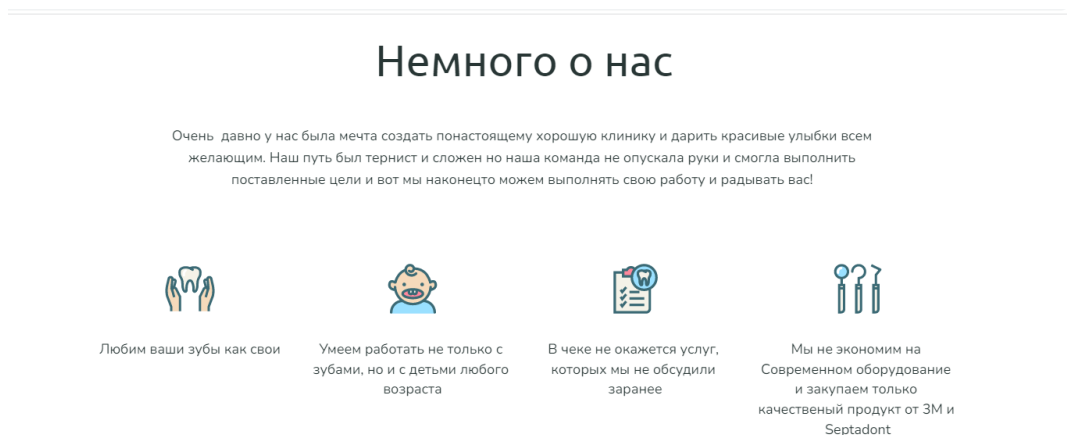 Немного о нас
Очень давно у нас была мечта создать понастоящему хорошую клинику и дарить красивые улыбки всем
желающим. Наш путь был тернист и сложен но наша команда не опускала руки и смогла выполнить
поставленные цели и вот мы наконецто можем выполнять свою работу и радывать вас!
Любим ваши зубы как свои
Умеем работать не только с
зубами, но и с детьми любого
возраста
В чеке не окажется услуг,
которых мы не обсудили
заранее
Мы не экономим на
Современном оборудование
и закупаем только
качественый продукт от 3M и
Septadont